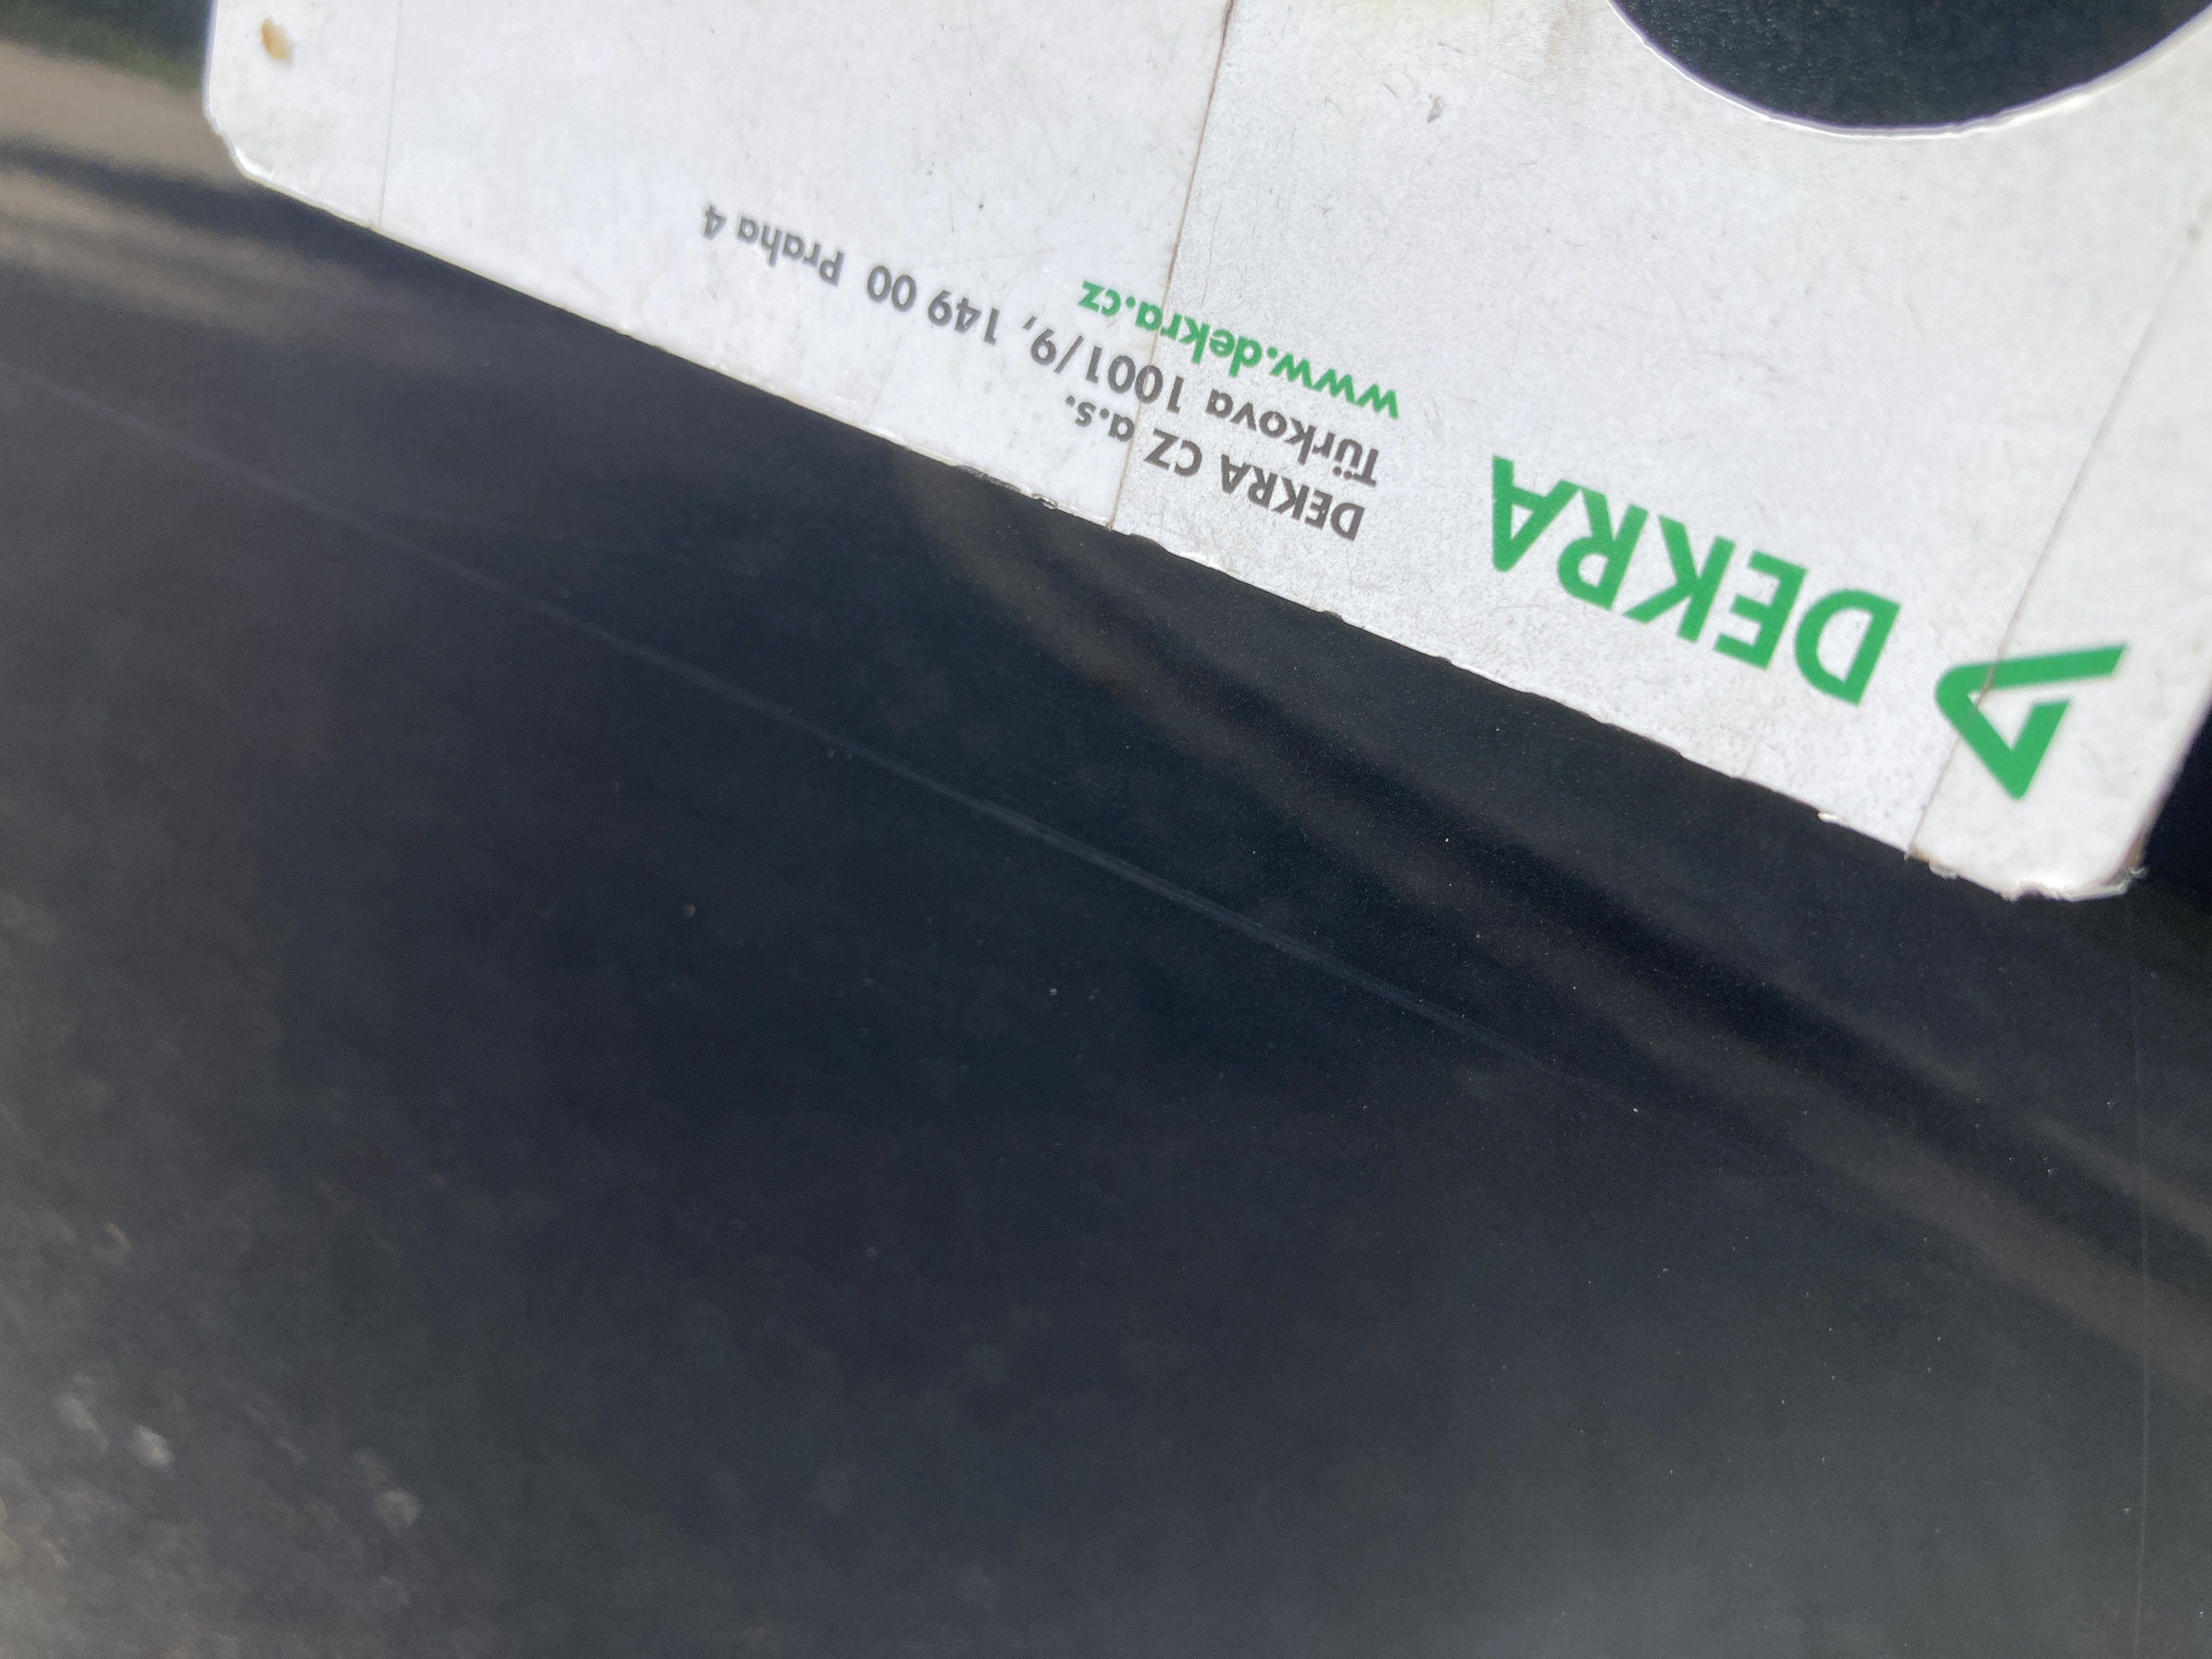 DEKRA
DEKRA CZ a.s.
Türkova 1001/9, 149 00 Praha 4
www.dekra.cz